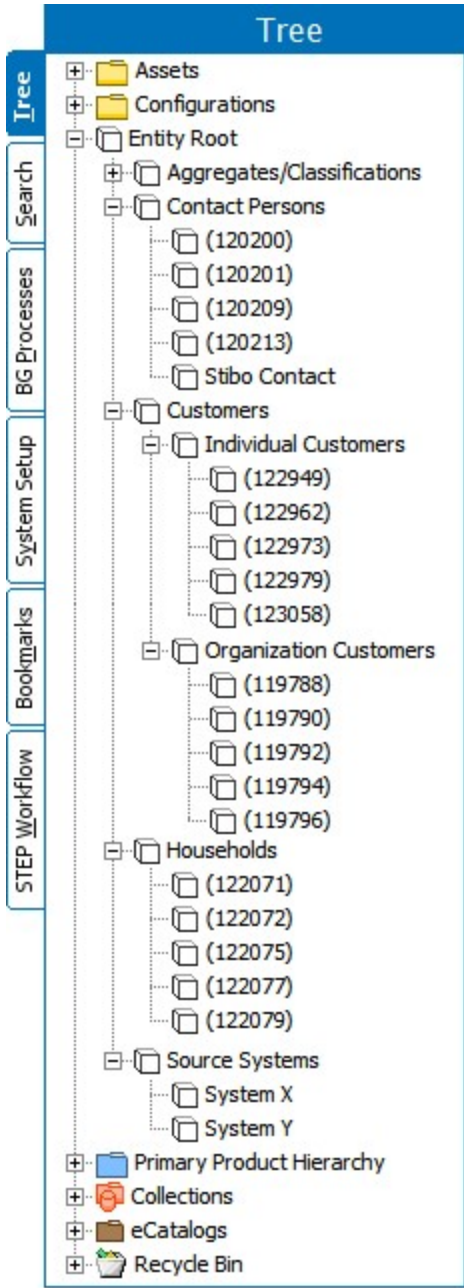 Tree
Tree
Search
BG Processes
System Setup
Bookmarks
STEP Workflow
Assets
Configurations
Entity Root
Aggregates/Classifications
Contact Persons
(120200)
(120201)
(120209)
(120213)
Stibo Contact
Customers
Individual Customers
(122949)
(122962)
(122973)
(122979)
(123058)
Organization Customers
(119788)
(119790)
(119792)
(119794)
(119796)
Households
(122071)
(122072)
(122075)
(122077)
(122079)
Source Systems
System X
System Y
Primary Product Hierarchy
Collections
eCatalogs
Recycle Bin